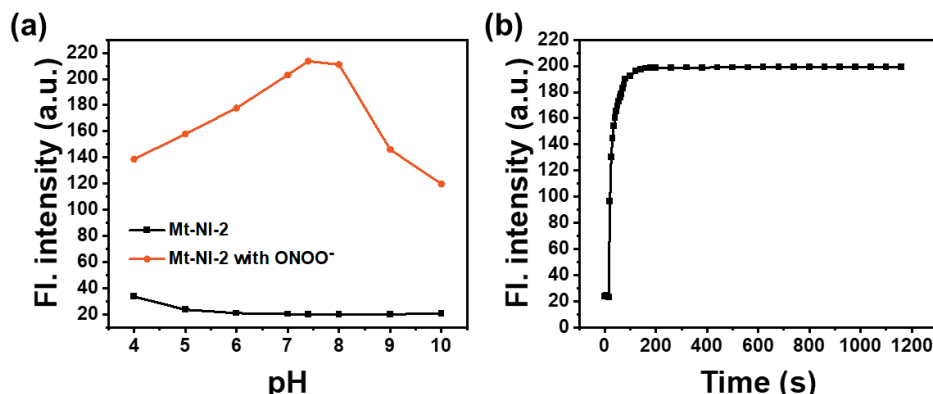 (a)
220
200
180
160
140
120
100
80
60
40
20
Fl. intensity (a.u.)
Mt-NI-2
Mt-NI-2 with ONOO⁻
4 5 6 7 8 9 10
pH
(b)
220
200
180
160
140
120
100
80
60
40
20
0
Fl. intensity (a.u.)
0 200 400 600 800 1000 1200
Time (s)